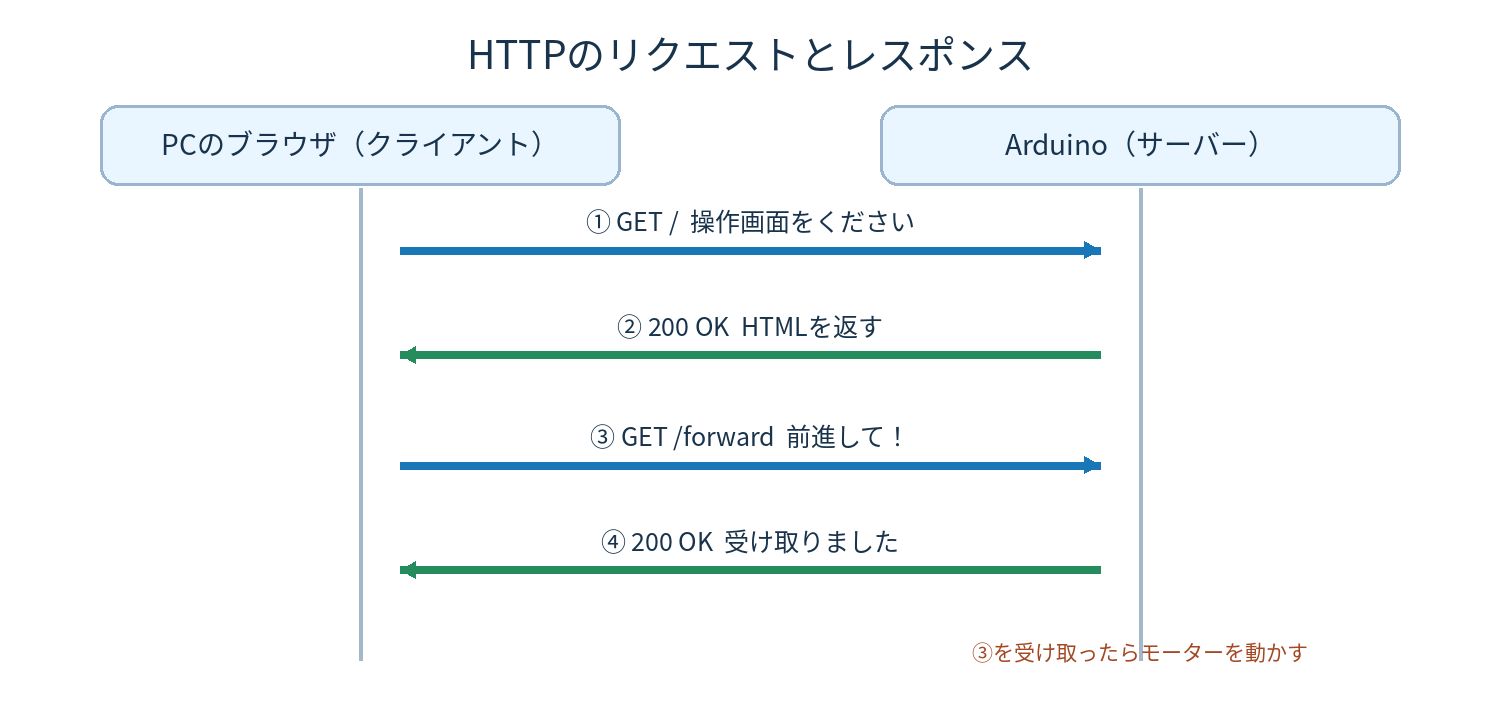 HTTPのリクエストとレスポンス
PCのブラウザ（クライアント）
Arduino（サーバー）
① GET /  操作画面をください
② 200 OK  HTMLを返す
③ GET /forward  前進して！
④ 200 OK  受け取りました
③を受け取ったらモーターを動かす